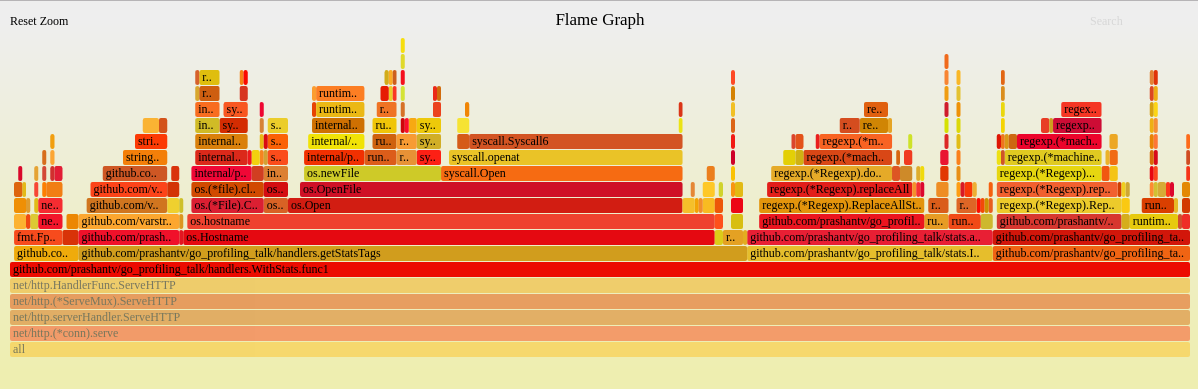 Reset Zoom Flame Graph Search
r..
r.. runtim..
in.. sy.. runtim.. r.. re.. regex..
in.. sy.. s.. internal.. ru.. sy.. r.. re.. regexp..
stri.. internal.. s.. internal/.. ru.. r.. sy.. syscall.Syscall6 regexp.(*m.. regexp.(*mach..
string.. internal.. s.. internal/p.. run.. r.. sy.. syscall.openat regexp.(*mach.. regexp.(*machine..
github.co.. internal/p.. in.. os.newFile syscall.Open regexp.(*Regexp).do.. regexp.(*Regexp)...
github.com/v.. os.(*file).cl.. os.. os.OpenFile regexp.(*Regexp).replaceAll regexp.(*Regexp).rep..
ne.. github.com/v.. os.(*File).C.. os.. os.Open regexp.(*Regexp).ReplaceAllSt.. r.. r.. regexp.(*Regexp).Rep.. run..
ne.. github.com/varstr.. os.hostname github.com/prashantv/go_profil.. ru.. run.. github.com/prashantv/.. runtim..
fmt.Fp.. github.com/prash.. os.Hostname r.. github.com/prashantv/go_profiling_talk/stats.a.. github.com/prashantv/go_profiling_ta..
github.co.. github.com/prashantv/go_profiling_talk/handlers.getStatsTags github.com/prashantv/go_profiling_talk/stats.I.. github.com/prashantv/go_profiling_ta..
github.com/prashantv/go_profiling_talk/handlers.WithStats.func1
net/http.HandlerFunc.ServeHTTP
net/http.(*ServeMux).ServeHTTP
net/http.serverHandler.ServeHTTP
net/http.(*conn).serve
all